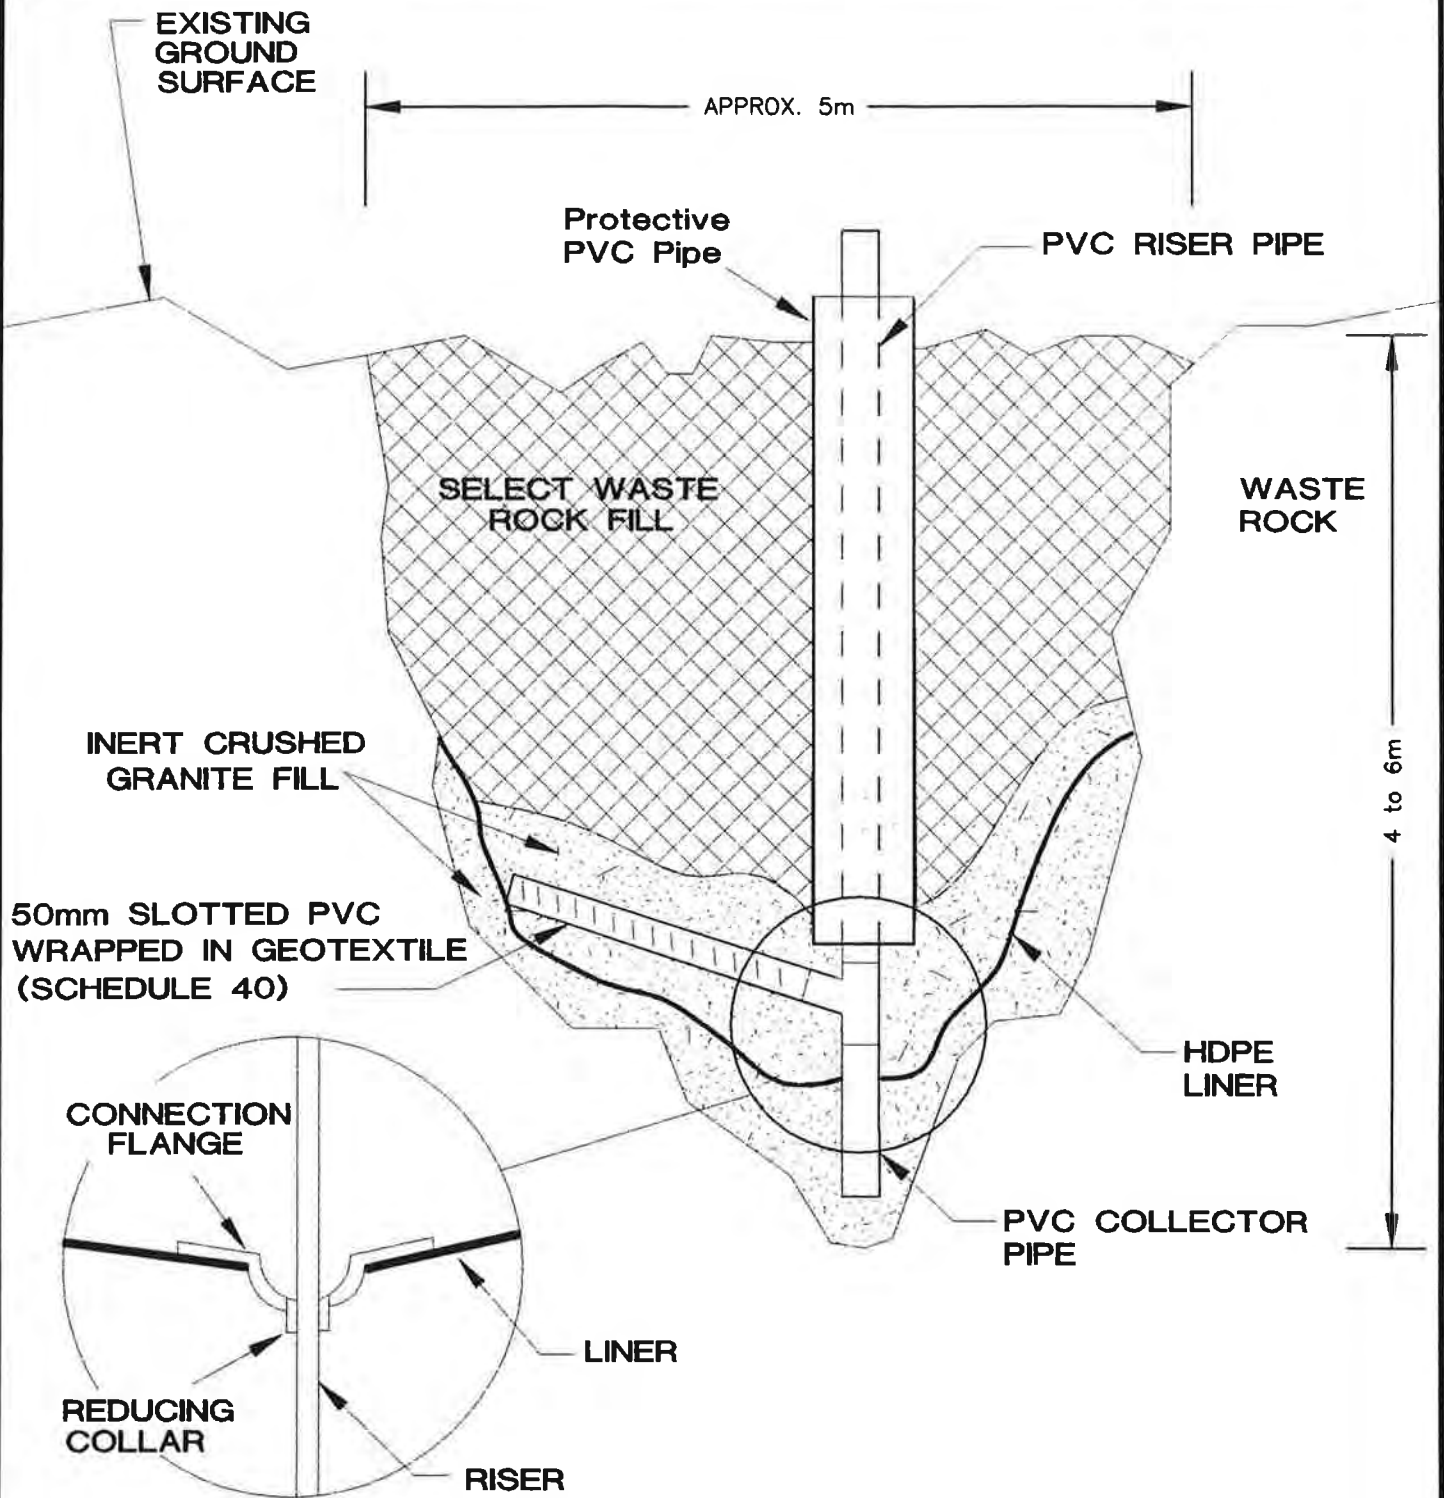 EXISTING
GROUND
SURFACE
APPROX. 5m
Protective
PVC Pipe
PVC RISER PIPE
SELECT WASTE
ROCK FILL
WASTE
ROCK
INERT CRUSHED
GRANITE FILL
4 to 6m
50mm SLOTTED PVC
WRAPPED IN GEOTEXTILE
(SCHEDULE 40)
HDPE
LINER
CONNECTION
FLANGE
PVC COLLECTOR
PIPE
LINER
REDUCING
COLLAR
RISER